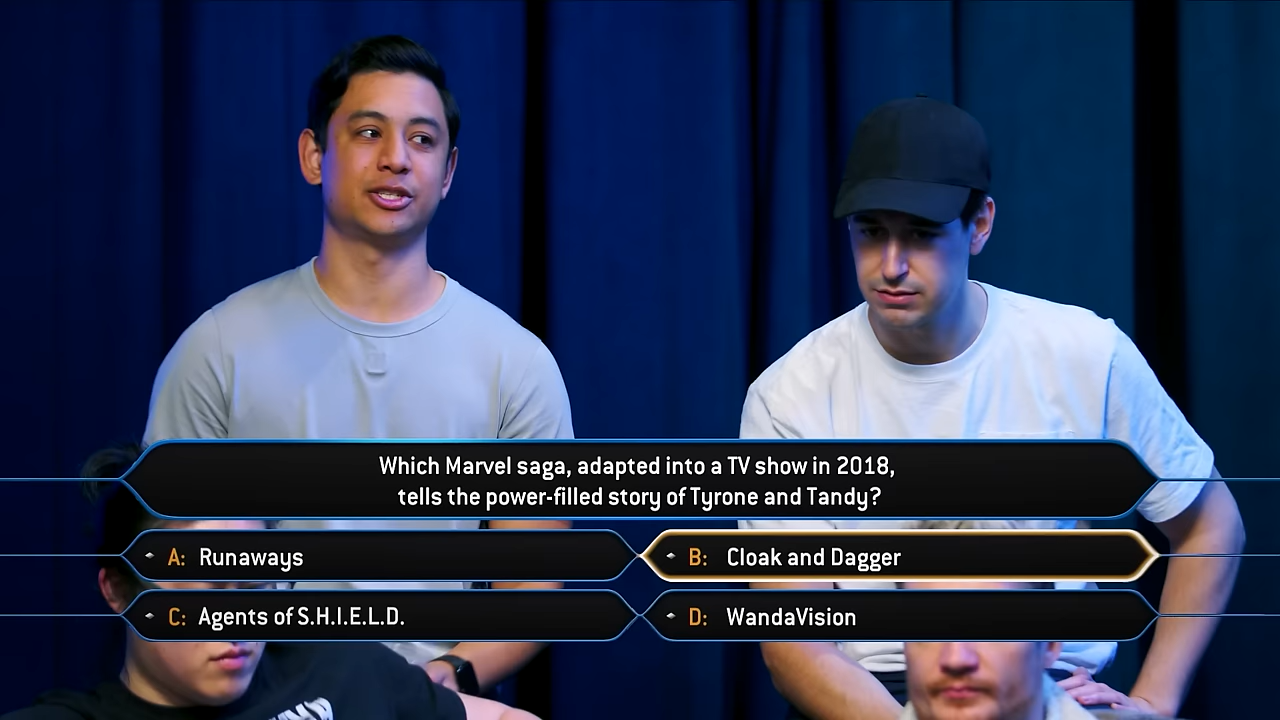 Which Marvel saga, adapted into a TV show in 2018,
tells the power-filled story of Tyrone and Tandy?
A: Runaways
B: Cloak and Dagger
C: Agents of S.H.I.E.L.D.
D: WandaVision